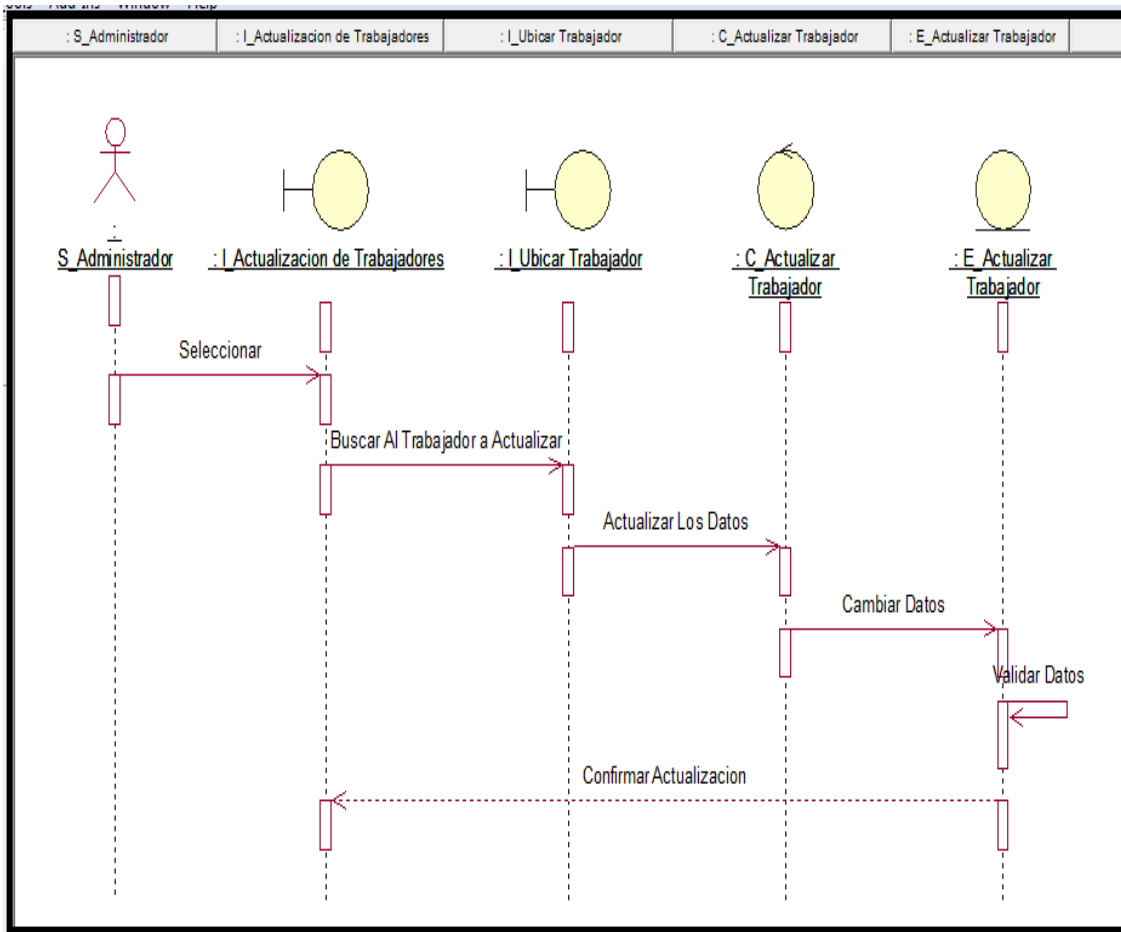 : S_Administrador
: I_Actualizacion de Trabajadores
: I_Ubicar Trabajador
: C_Actualizar Trabajador
: E_Actualizar Trabajador
:
S_Administrador
: I_Actualizacion de Trabajadores
: I_Ubicar Trabajador
: C_Actualizar
Trabajador
: E_Actualizar
Trabajador
Seleccionar
Buscar Al Trabajador a Actualizar
Actualizar Los Datos
Cambiar Datos
Validar Datos
Confirmar Actualizacion